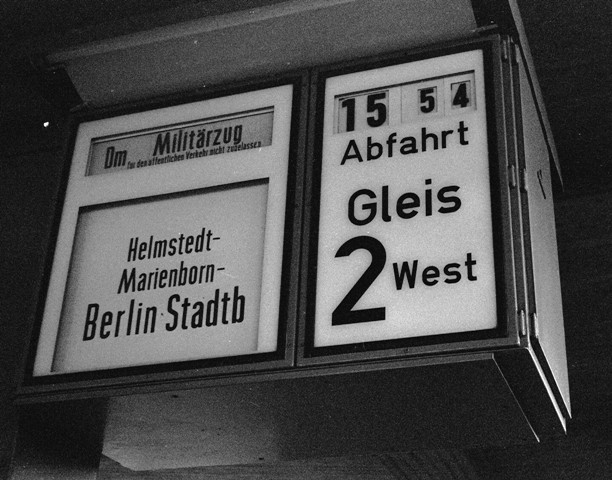 Dm Militärzug
für den öffentlichen Verkehr nicht zugelassen
Helmstedt-
Marienborn-
Berlin Stadtb
15 54
Abfahrt
Gleis
2 West